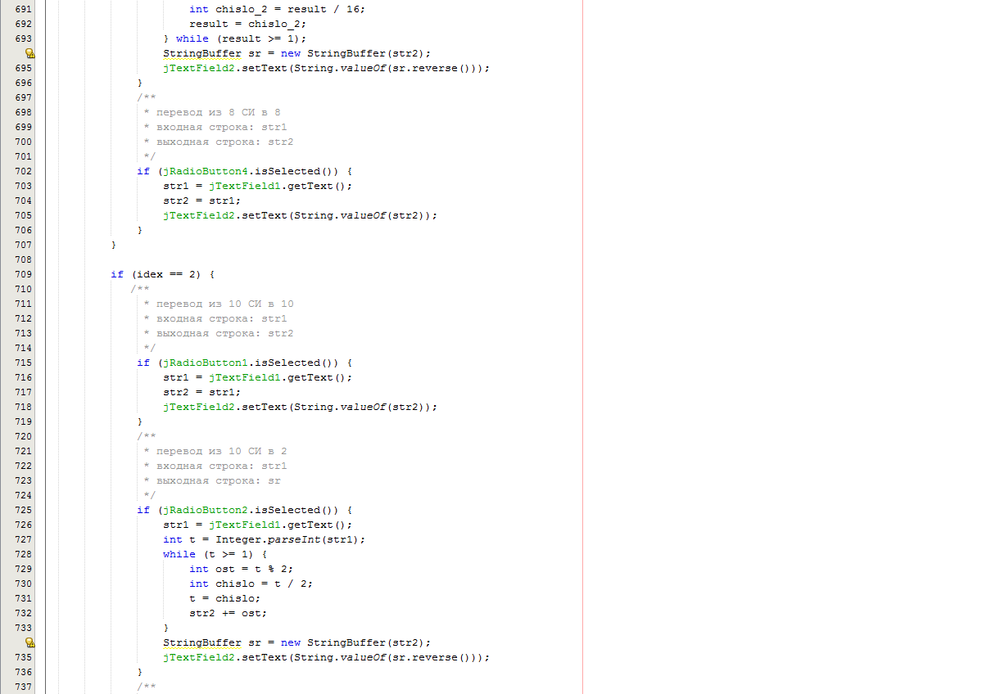 691 int chislo_2 = result / 16;
692 result = chislo_2;
693 } while (result >= 1);
StringBuffer sr = new StringBuffer(str2);
695 jTextField2.setText(String.valueOf(sr.reverse()));
696 }
697 /**
698 * перевод из 8 СИ в 8
699 * входная строка: str1
700 * выходная строка: str2
701 */
702 if (jRadioButton4.isSelected()) {
703 str1 = jTextField1.getText();
704 str2 = str1;
705 jTextField2.setText(String.valueOf(str2));
706 }
707 }
708
709 if (idex == 2) {
710 /**
711 * перевод из 10 СИ в 10
712 * входная строка: str1
713 * выходная строка: str2
714 */
715 if (jRadioButton1.isSelected()) {
716 str1 = jTextField1.getText();
717 str2 = str1;
718 jTextField2.setText(String.valueOf(str2));
719 }
720 /**
721 * перевод из 10 СИ в 2
722 * входная строка: str1
723 * выходная строка: sr
724 */
725 if (jRadioButton2.isSelected()) {
726 str1 = jTextField1.getText();
727 int t = Integer.parseInt(str1);
728 while (t >= 1) {
729 int ost = t % 2;
730 int chislo = t / 2;
731 t = chislo;
732 str2 += ost;
733 }
StringBuffer sr = new StringBuffer(str2);
735 jTextField2.setText(String.valueOf(sr.reverse()));
736 }
737 /**